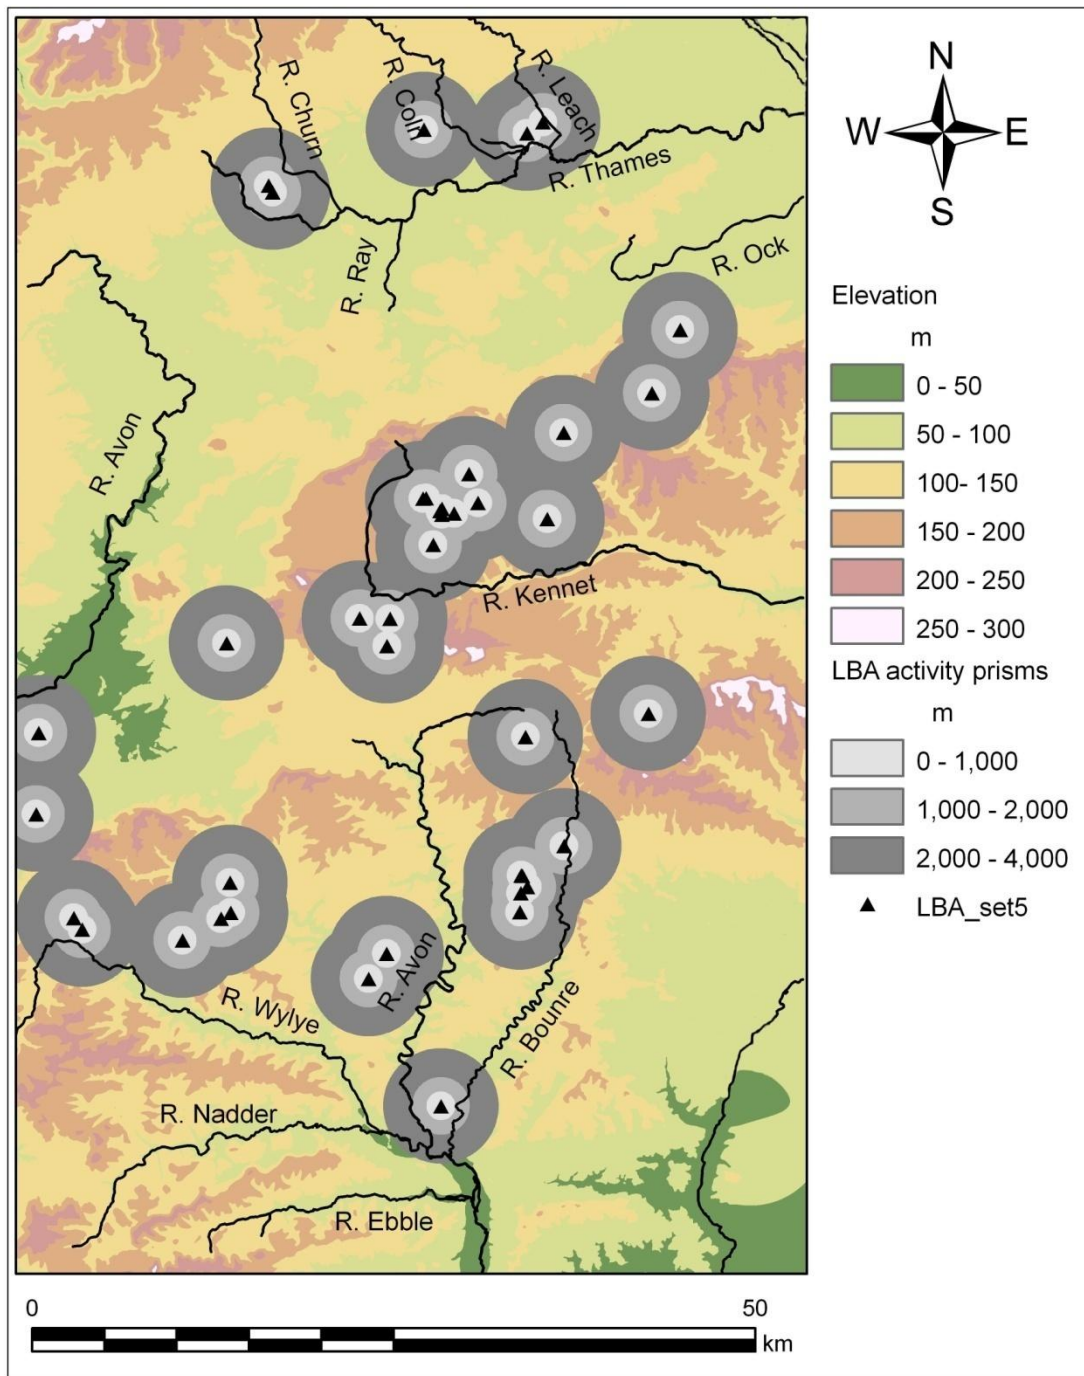 R. Churn
R. Coln
R. Leach
R. Thames
R. Ray
R. Ock
R. Avon
R. Kennet
R. Avon
R. Wylye
R. Bounre
R. Nadder
R. Ebble
N
W E
S
Elevation
m
0 - 50
50 - 100
100- 150
150 - 200
200 - 250
250 - 300
LBA activity prisms
m
0 - 1,000
1,000 - 2,000
2,000 - 4,000
LBA_set5
0 50
km